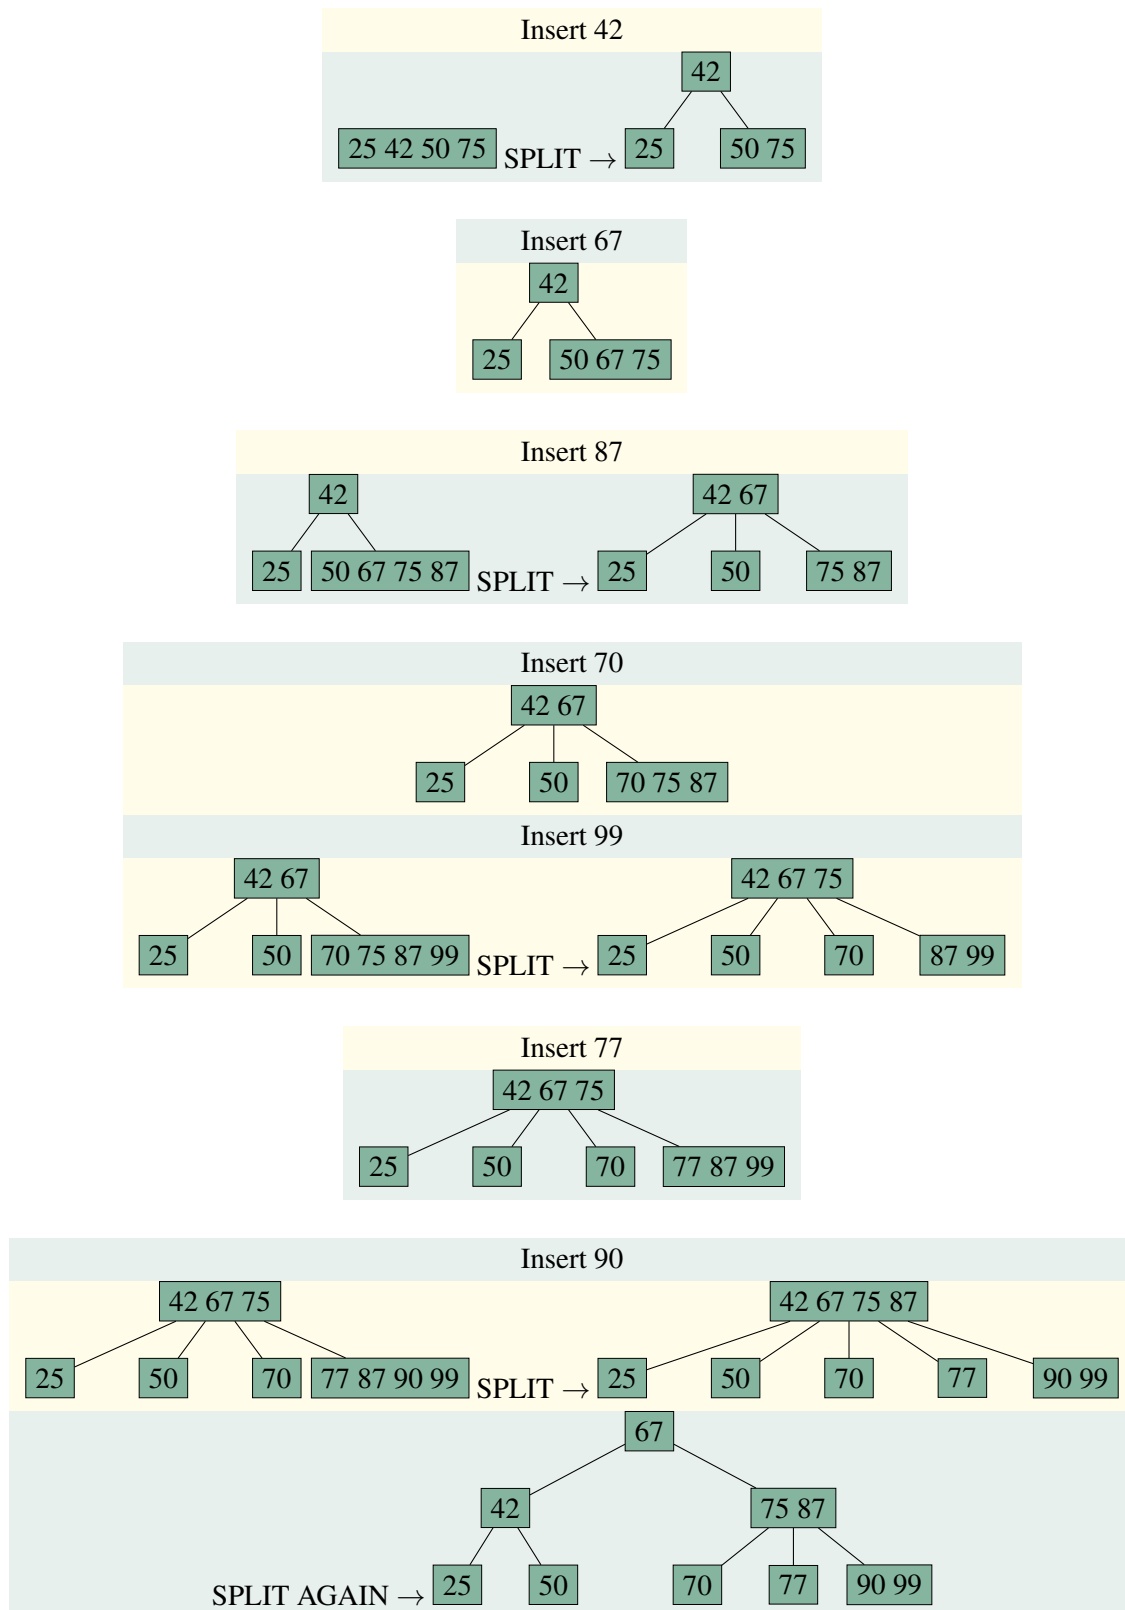 Insert 42
42
25 42 50 75 SPLIT → 25 50 75
Insert 67
42
25 50 67 75
Insert 87
42 42 67
25 50 67 75 87 SPLIT → 25 50 75 87
Insert 70
42 67
25 50 70 75 87
Insert 99
42 67 42 67 75
25 50 70 75 87 99 SPLIT → 25 50 70 87 99
Insert 77
42 67 75
25 50 70 77 87 99
Insert 90
42 67 75 42 67 75 87
25 50 70 77 87 90 99 SPLIT → 25 50 70 77 90 99
67
42 75 87
SPLIT AGAIN → 25 50 70 77 90 99